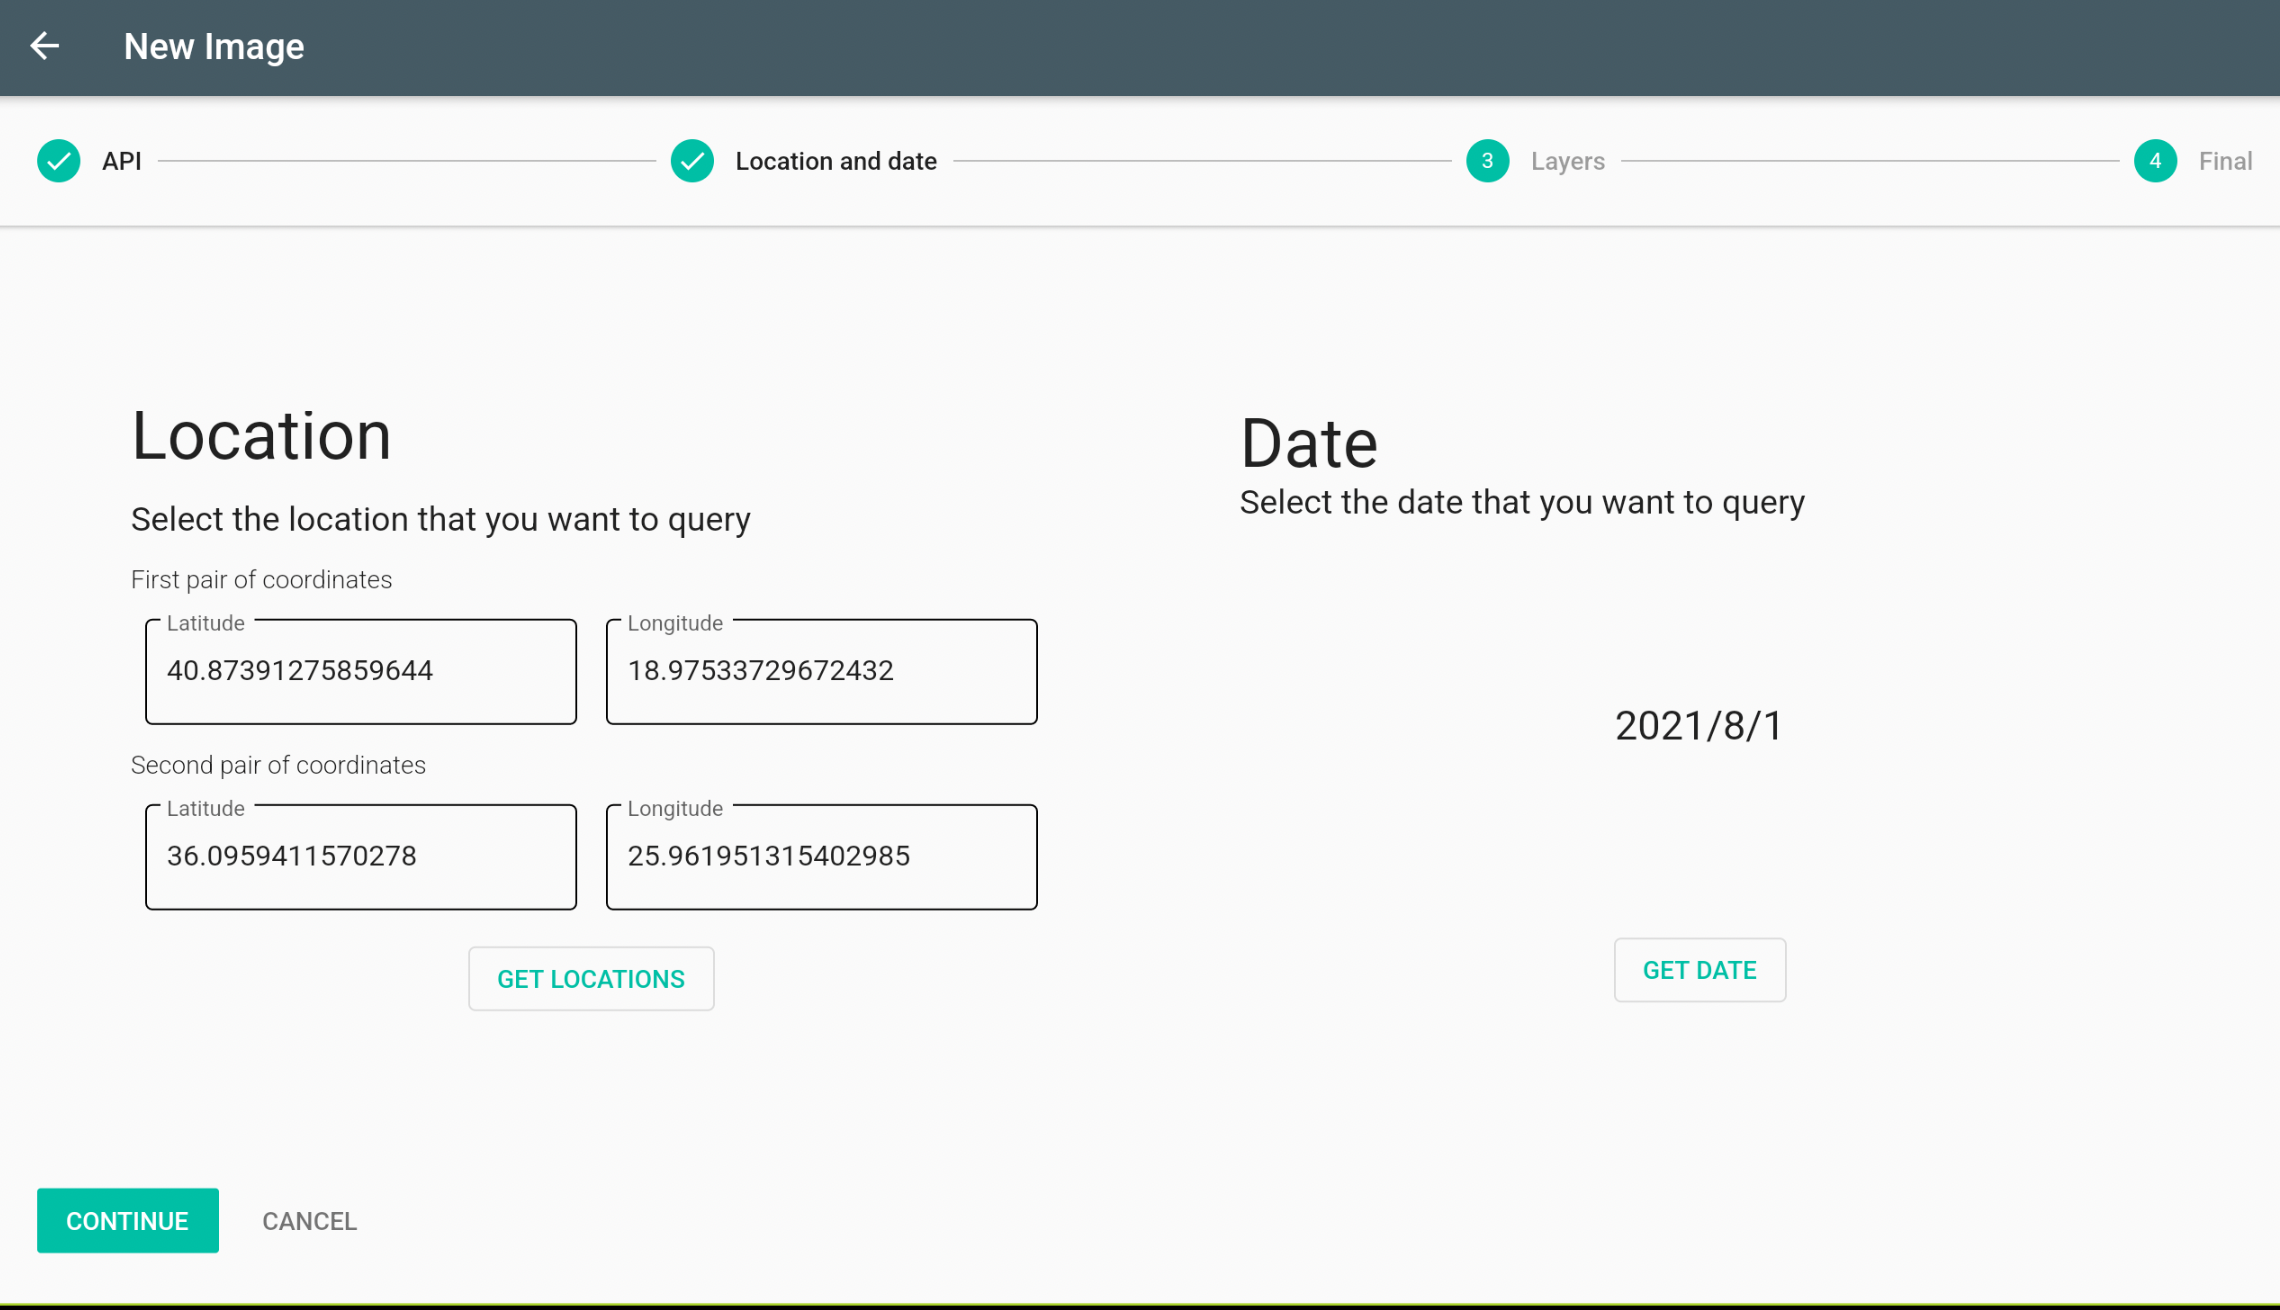 New Image
API
Location and date
3 Layers
4 Final
Location
Select the location that you want to query
First pair of coordinates
Latitude
40.87391275859644
Longitude
18.97533729672432
Second pair of coordinates
Latitude
36.0959411570278
Longitude
25.961951315402985
GET LOCATIONS
Date
Select the date that you want to query
2021/8/1
GET DATE
CONTINUE
CANCEL